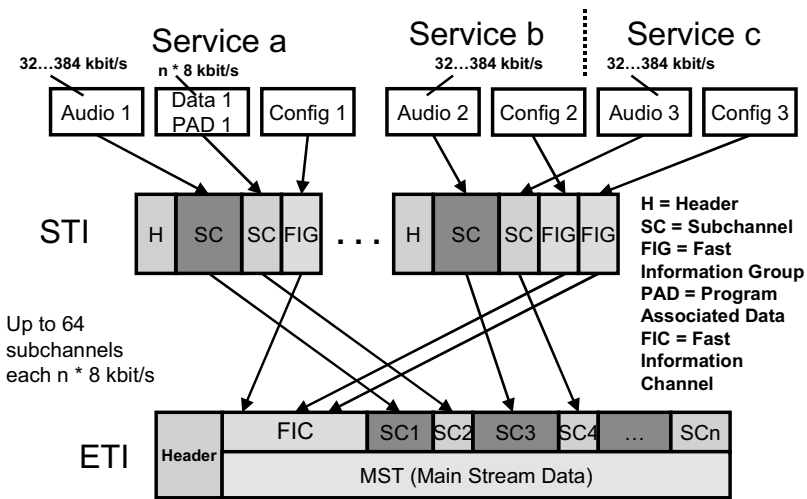 Service a
Service b
Service c
32...384 kbit/s
n * 8 kbit/s
32...384 kbit/s
32...384 kbit/s
Audio 1
Data 1
PAD 1
Config 1
Audio 2
Config 2
Audio 3
Config 3
STI
H
SC
SC
FIG
. . .
H
SC
SC
FIG
FIG
H = Header
SC = Subchannel
FIG = Fast
Information Group
PAD = Program
Associated Data
FIC = Fast
Information
Channel
Up to 64
subchannels
each n * 8 kbit/s
ETI
Header
FIC
SC1
SC2
SC3
SC4
...
SCn
MST (Main Stream Data)